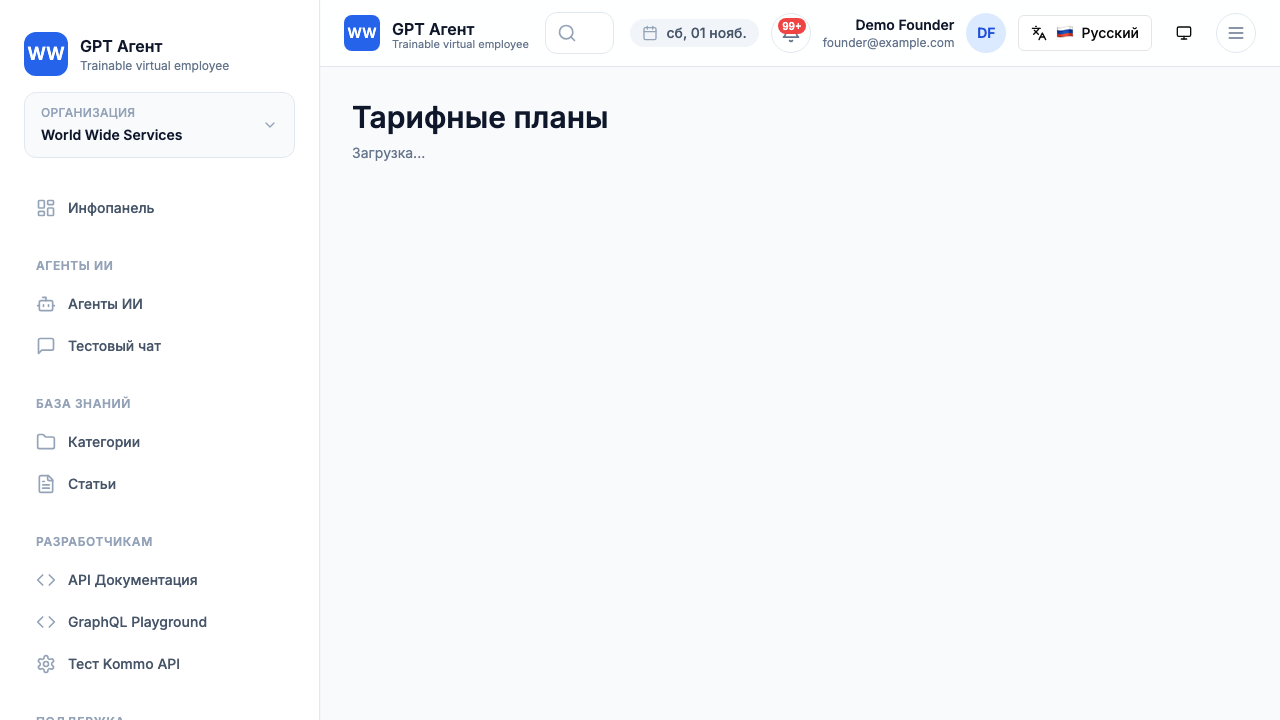 WW
GPT Агент
Trainable virtual employee
ОРГАНИЗАЦИЯ
World Wide Services
Инфопанель
АГЕНТЫ ИИ
Агенты ИИ
Тестовый чат
БАЗА ЗНАНИЙ
Категории
Статьи
РАЗРАБОТЧИКАМ
API Документация
GraphQL Playground
Тест Kommo API
ПОДДЕРЖКА
WW
GPT Агент
Trainable virtual employee
сб, 01 нояб.
99+
Demo Founder
founder@example.com
DF
Русский
Тарифные планы
Загрузка...